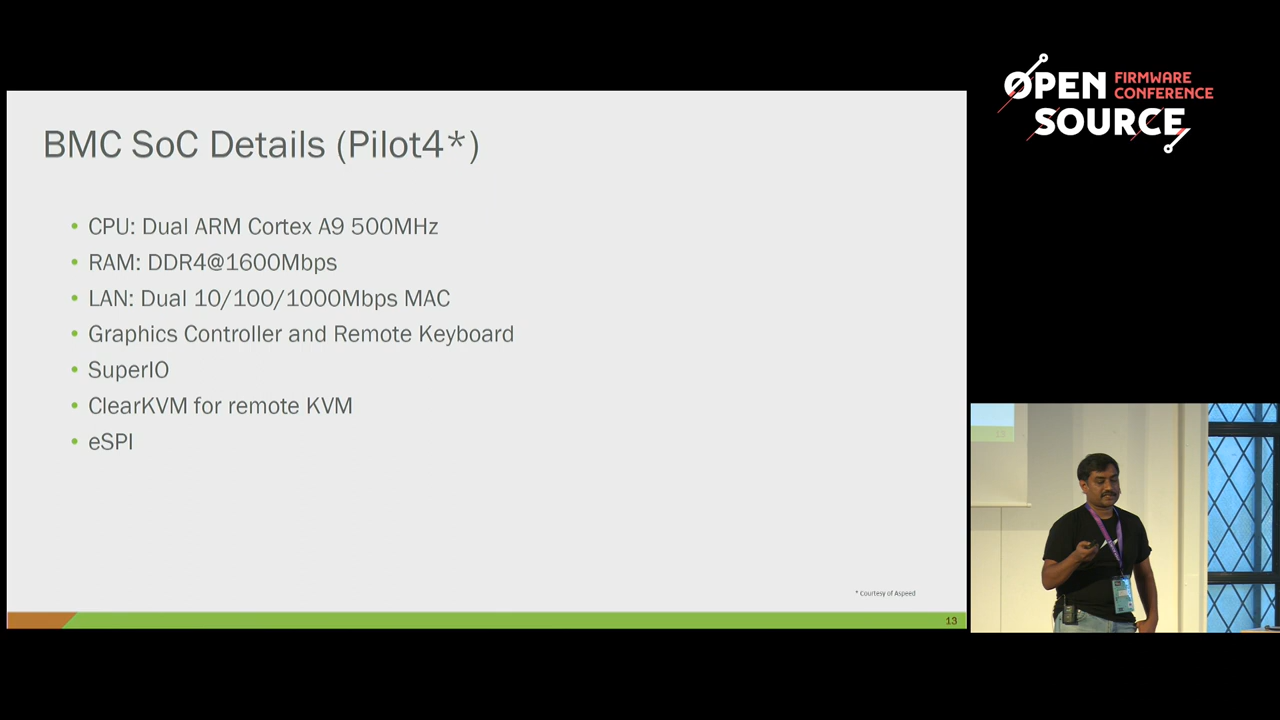 OPEN FIRMWARE
CONFERENCE
SOURCE
BMC SoC Details (Pilot4*)
• CPU: Dual ARM Cortex A9 500MHz
• RAM: DDR4@1600Mbps
• LAN: Dual 10/100/1000Mbps MAC
• Graphics Controller and Remote Keyboard
• SuperIO
• ClearKVM for remote KVM
• eSPI
* Courtesy of Aspeed
13
13